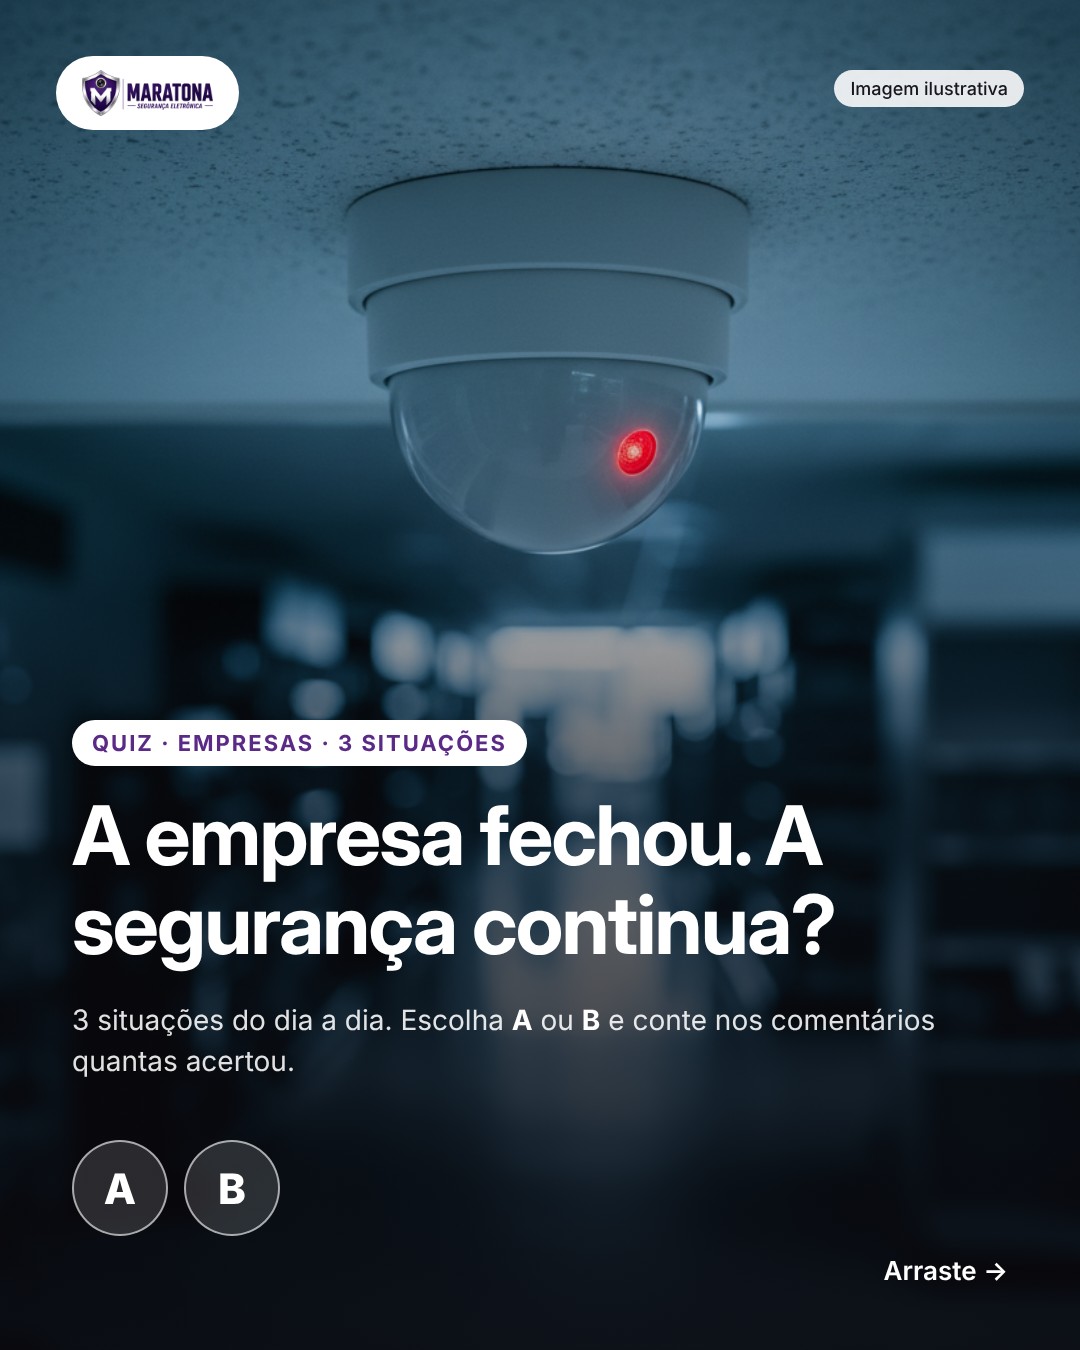 MARATONA
SEGURANÇA ELETRÔNICA
Imagem ilustrativa
QUIZ · EMPRESAS · 3 SITUAÇÕES
A empresa fechou. A
segurança continua?
3 situações do dia a dia. Escolha A ou B e conte nos comentários
quantas acertou.
A B
Arraste →